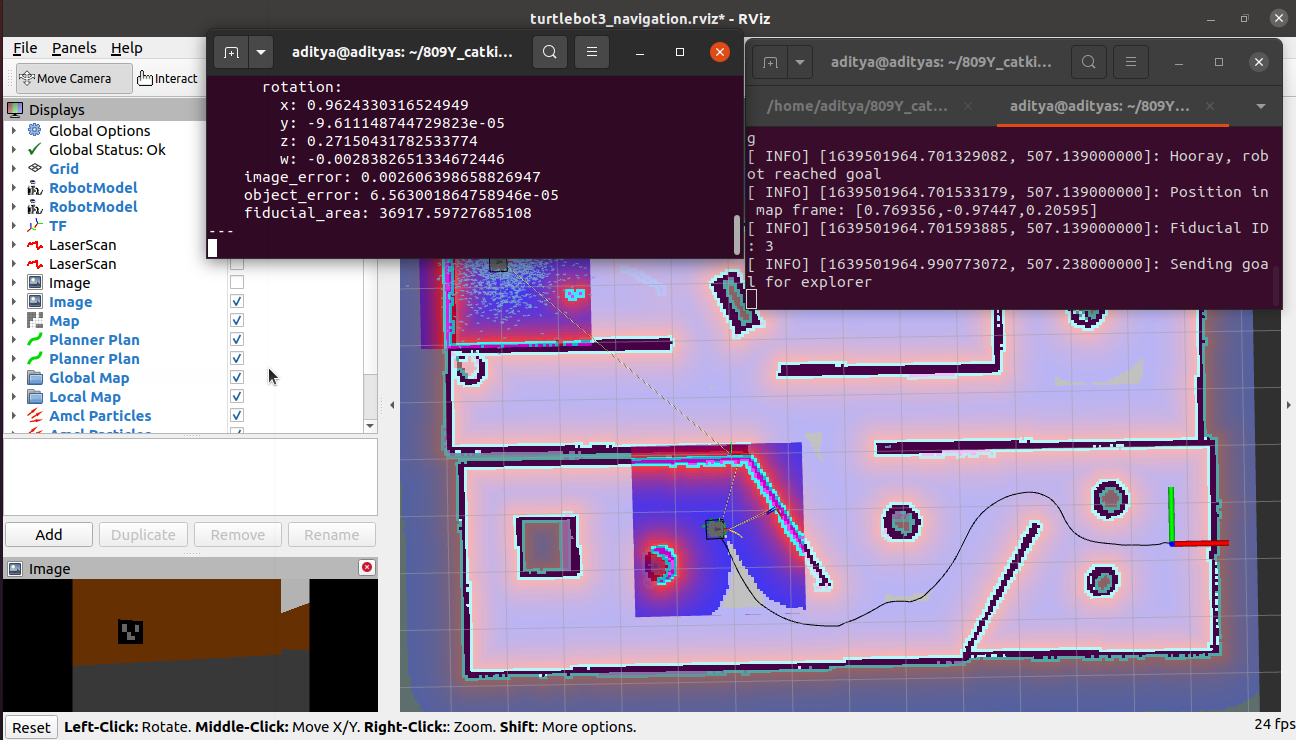 turtlebot3_navigation.rviz* - RViz
File Panels Help
Move Camera
Interact
Displays
Global Options
Global Status: Ok
Grid
RobotModel
RobotModel
TF
LaserScan
LaserScan
Image
Image
Map
Planner Plan
Planner Plan
Global Map
Local Map
Amcl Particles
Amcl Particles
Add
Duplicate
Remove
Rename
Image
aditya@adityas: ~/809Y_catki...
rotation:
x: 0.9624330316524949
y: -9.611148744729823e-05
z: 0.27150431782533774
w: -0.0028382651334672446
image_error: 0.002606398658826947
object_error: 6.563001864758946e-05
fiducial_area: 36917.59727685108
---
aditya@adityas: ~/809Y_catki...
/home/aditya/809Y_cat...
aditya@adityas: ~/809Y...
g
[ INFO] [1639501964.701329082, 507.139000000]: Hooray, rob
ot reached goal
[ INFO] [1639501964.701533179, 507.139000000]: Position in
map frame: [0.769356,-0.97447,0.20595]
[ INFO] [1639501964.701593885, 507.139000000]: Fiducial ID
: 3
[ INFO] [1639501964.990773072, 507.238000000]: Sending goa
l for explorer
Reset
Left-Click: Rotate. Middle-Click: Move X/Y. Right-Click:: Zoom. Shift: More options.
24 fps